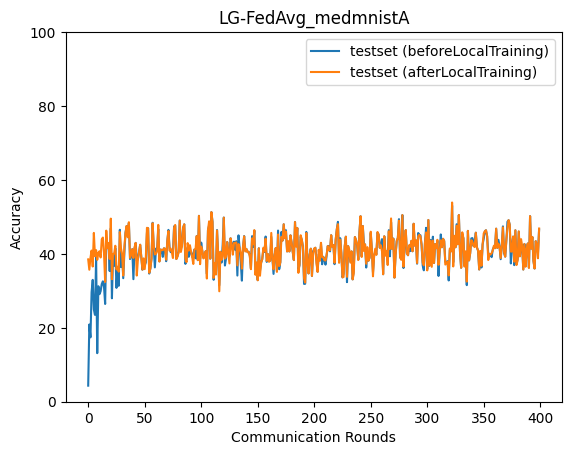 LG-FedAvg_medmnistA
testset (beforeLocalTraining)
testset (afterLocalTraining)
100
80
60
40
20
0
Accuracy
0 50 100 150 200 250 300 350 400
Communication Rounds